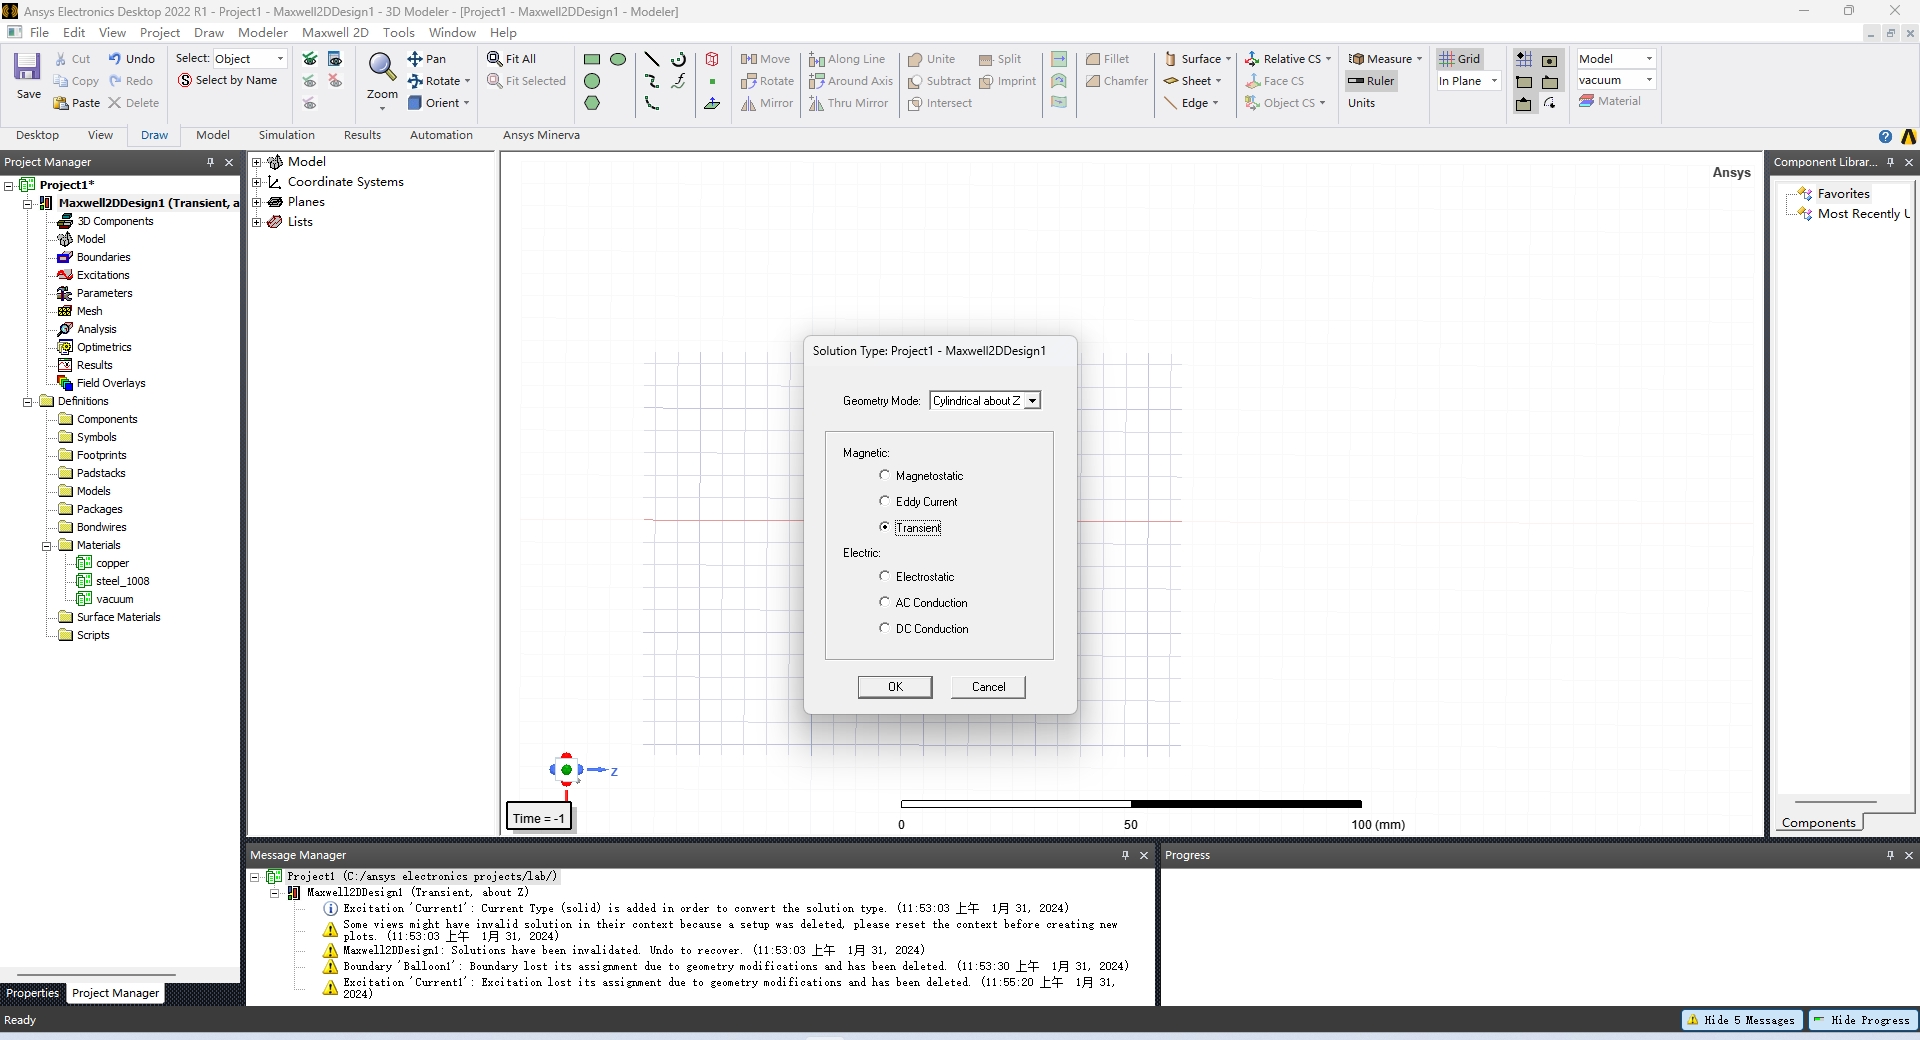 Ansys Electronics Desktop 2022 R1 - Project1 - Maxwell2DDesign1 - 3D Modeler - [Project1 - Maxwell2DDesign1 - Modeler]
File Edit View Project Draw Modeler Maxwell 2D Tools Window Help
Save
Cut
Copy
Paste
Undo
Redo
Delete
Select: Object
Select by Name
Zoom
Pan
Rotate
Orient
Fit All
Fit Selected
Move
Rotate
Mirror
Along Line
Around Axis
Thru Mirror
Unite
Subtract
Intersect
Split
Imprint
Fillet
Chamfer
Surface
Sheet
Edge
Relative CS
Face CS
Object CS
Measure
Ruler
Units
Grid
In Plane
Model
vacuum
Material
Desktop View Draw Model Simulation Results Automation Ansys Minerva
Project Manager
Project1*
Maxwell2DDesign1 (Transient, a
3D Components
Model
Boundaries
Excitations
Parameters
Mesh
Analysis
Optimetrics
Results
Field Overlays
Definitions
Components
Symbols
Footprints
Padstacks
Models
Packages
Bondwires
Materials
copper
steel_1008
vacuum
Surface Materials
Scripts
Properties Project Manager
Model
Coordinate Systems
Planes
Lists
Ansys
Solution Type: Project1 - Maxwell2DDesign1
Geometry Mode: Cylindrical about Z
Magnetic:
Magnetostatic
Eddy Current
Transient
Electric:
Electrostatic
AC Conduction
DC Conduction
OK Cancel
Z
Time = -1
0 50 100 (mm)
Component Librar...
Favorites
Most Recently U
Components
Message Manager
Project1 (C:/ansys electronics projects/lab/)
Maxwell2DDesign1 (Transient, about Z)
Excitation 'Current1': Current Type (solid) is added in order to convert the solution type. (11:53:03 上午 1月 31, 2024)
Some views might have invalid solution in their context because a setup was deleted, please reset the context before creating new
plots. (11:53:03 上午 1月 31, 2024)
Maxwell2DDesign1: Solutions have been invalidated. Undo to recover. (11:53:03 上午 1月 31, 2024)
Boundary 'Balloon1': Boundary lost its assignment due to geometry modifications and has been deleted. (11:53:30 上午 1月 31, 2024)
Excitation 'Current1': Excitation lost its assignment due to geometry modifications and has been deleted. (11:55:20 上午 1月 31,
2024)
Progress
Ready
Hide 5 Messages Hide Progress